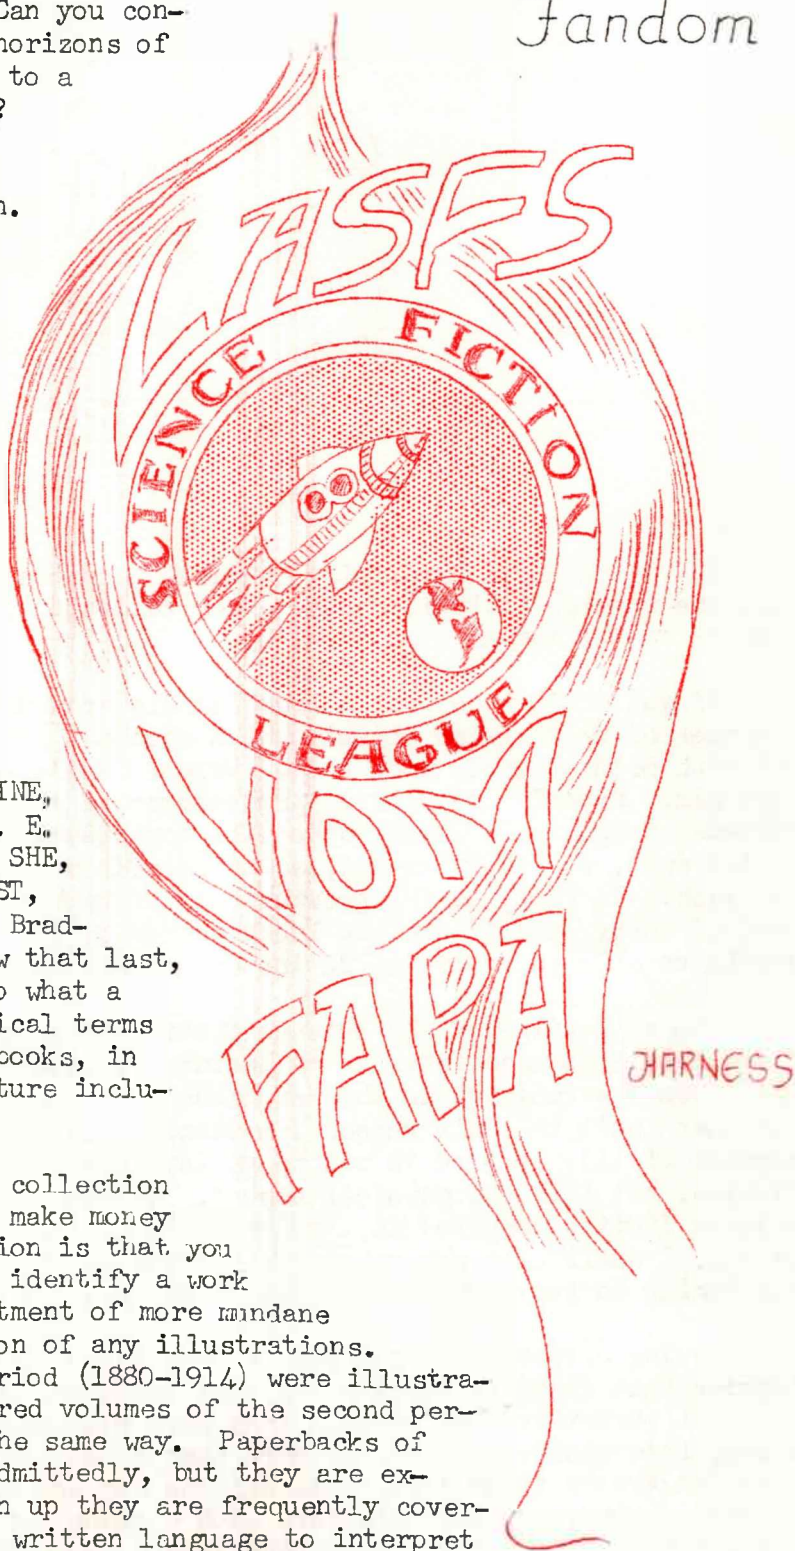 Can you con-
fandom
horizons of
to a
?
n.
LASFS
SCIENCE FICTION
LEAGUE
VOM
FAPA
HARNESS
INE,
. E.
SHE,
ST,
Brad-
w that last,
o what a
ical terms
books, in
ture inclu-
collection
make money
ion is that you
identify a work
tment of more mundane
on of any illustrations.
riod (1880-1914) were illustra-
red volumes of the second per-
he same way. Paperbacks of
dmittedly, but they are ex-
n up they are frequently cover-
written language to interpret